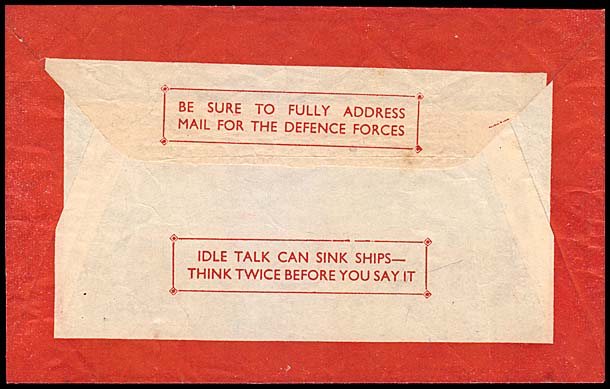 BE SURE TO FULLY ADDRESS
MAIL FOR THE DEFENCE FORCES
IDLE TALK CAN SINK SHIPS—
THINK TWICE BEFORE YOU SAY IT